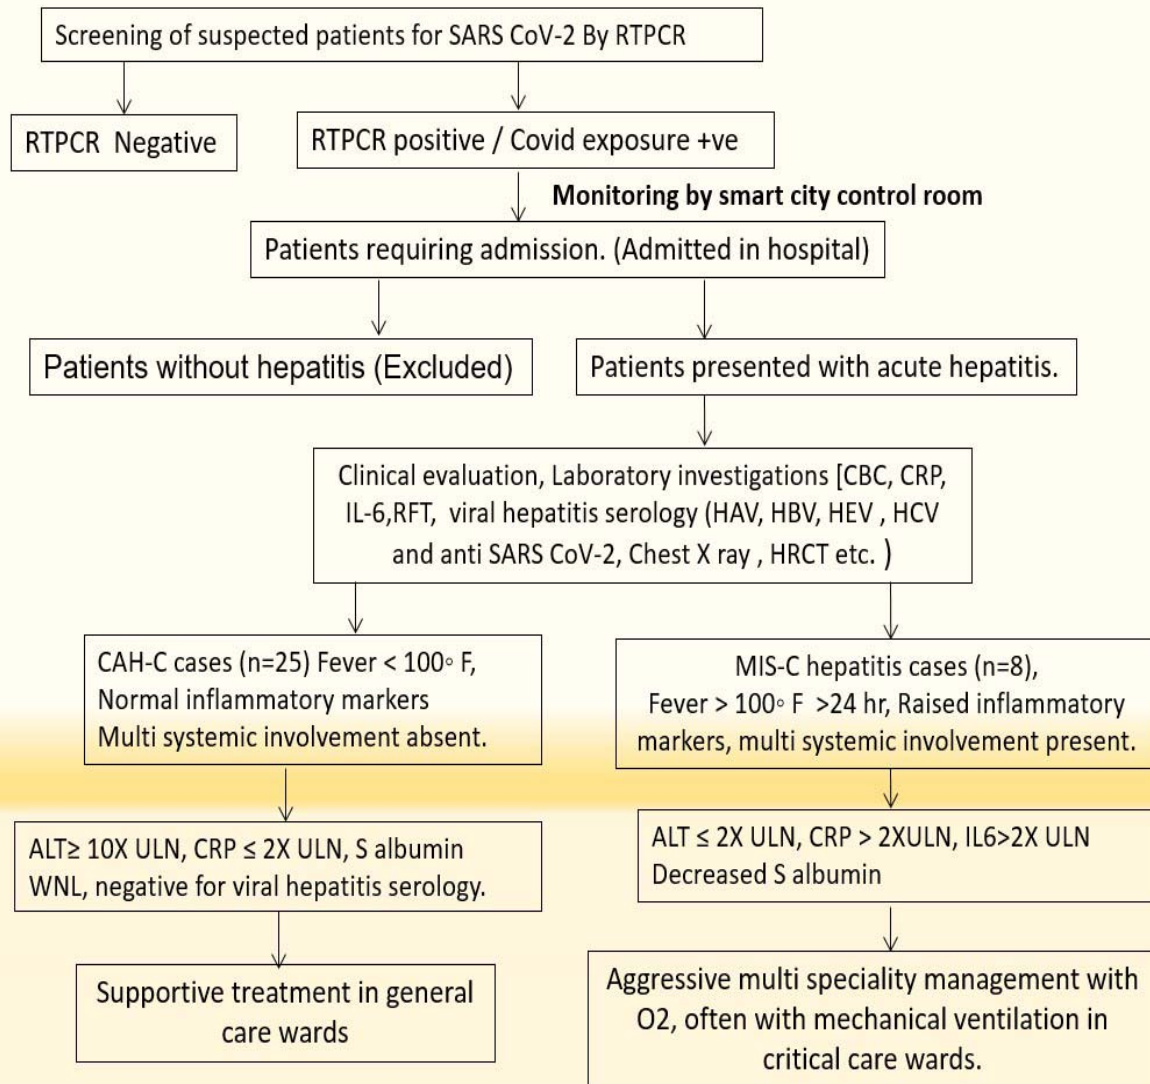 Screening of suspected patients for SARS CoV-2 By RTPCR
RTPCR Negative
RTPCR positive / Covid exposure +ve
Monitoring by smart city control room
Patients requiring admission. (Admitted in hospital)
Patients without hepatitis (Excluded)
Patients presented with acute hepatitis.
Clinical evaluation, Laboratory investigations [CBC, CRP,
IL-6,RFT, viral hepatitis serology (HAV, HBV, HEV , HCV
and anti SARS CoV-2, Chest X ray , HRCT etc. )
CAH-C cases (n=25) Fever < 100◦ F,
Normal inflammatory markers
Multi systemic involvement absent.
MIS-C hepatitis cases (n=8),
Fever > 100◦ F >24 hr, Raised inflammatory
markers, multi systemic involvement present.
ALT≥ 10X ULN, CRP ≤ 2X ULN, S albumin
WNL, negative for viral hepatitis serology.
ALT ≤ 2X ULN, CRP > 2XULN, IL6>2X ULN
Decreased S albumin
Supportive treatment in general
care wards
Aggressive multi speciality management with
O2, often with mechanical ventilation in
critical care wards.